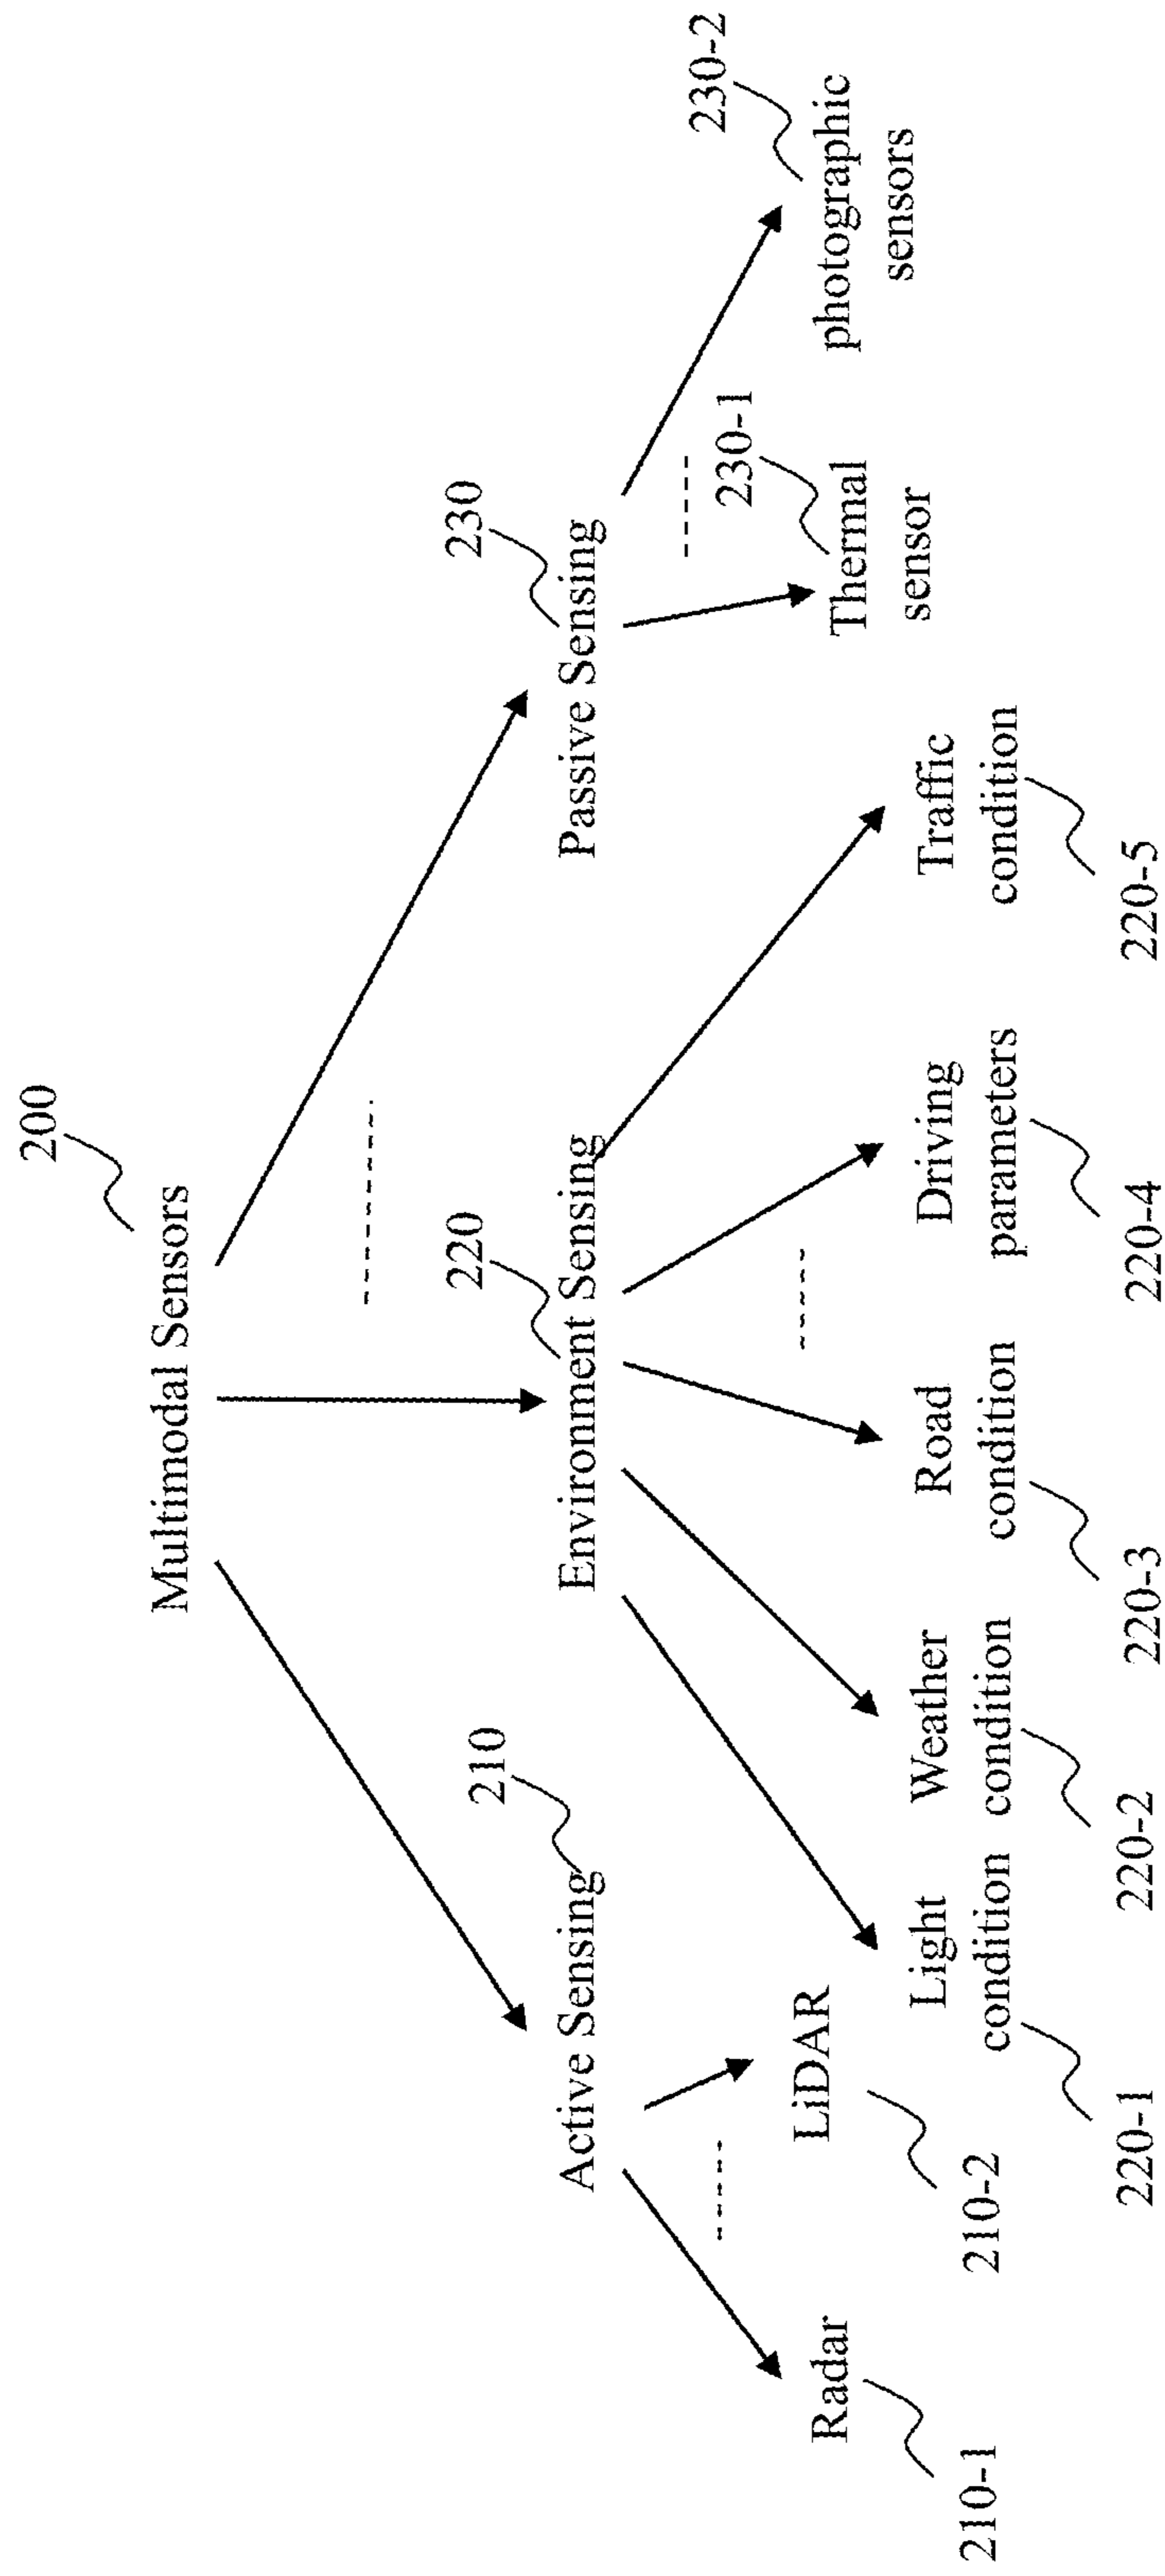 200
Multimodal Sensors
210
220
230
Active Sensing
Environment Sensing
Passive Sensing
230-1
230-2
Radar
LiDAR
Thermal
sensor
photographic
sensors
210-1
210-2
Light
condition
Weather
condition
Road
condition
Driving
parameters
Traffic
condition
220-1
220-2
220-3
220-4
220-5